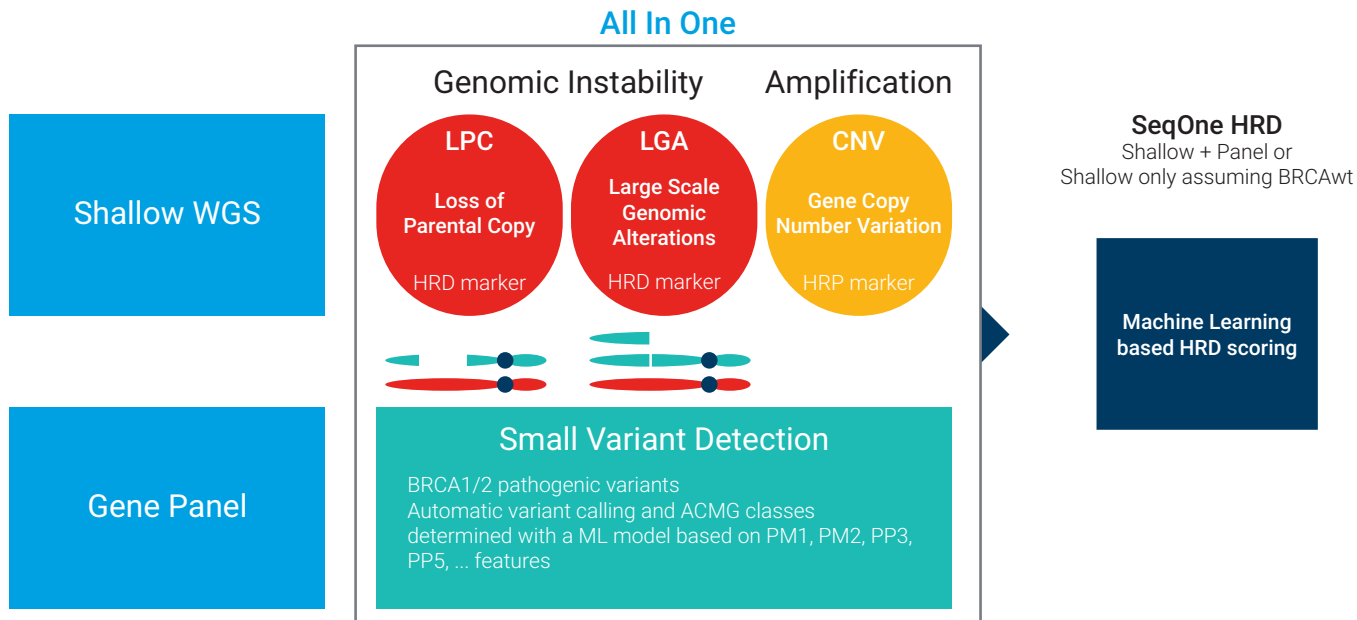 All In One
Genomic Instability
Amplification
Shallow WGS
LPC
Loss of
Parental Copy
HRD marker
LGA
Large Scale
Genomic
Alterations
HRD marker
CNV
Gene Copy
Number Variation
HRP marker
Gene Panel
Small Variant Detection
BRCA1/2 pathogenic variants
Automatic variant calling and ACMG classes
determined with a ML model based on PM1, PM2, PP3,
PP5, ... features
SeqOne HRD
Shallow + Panel or
Shallow only assuming BRCAwt
Machine Learning
based HRD scoring